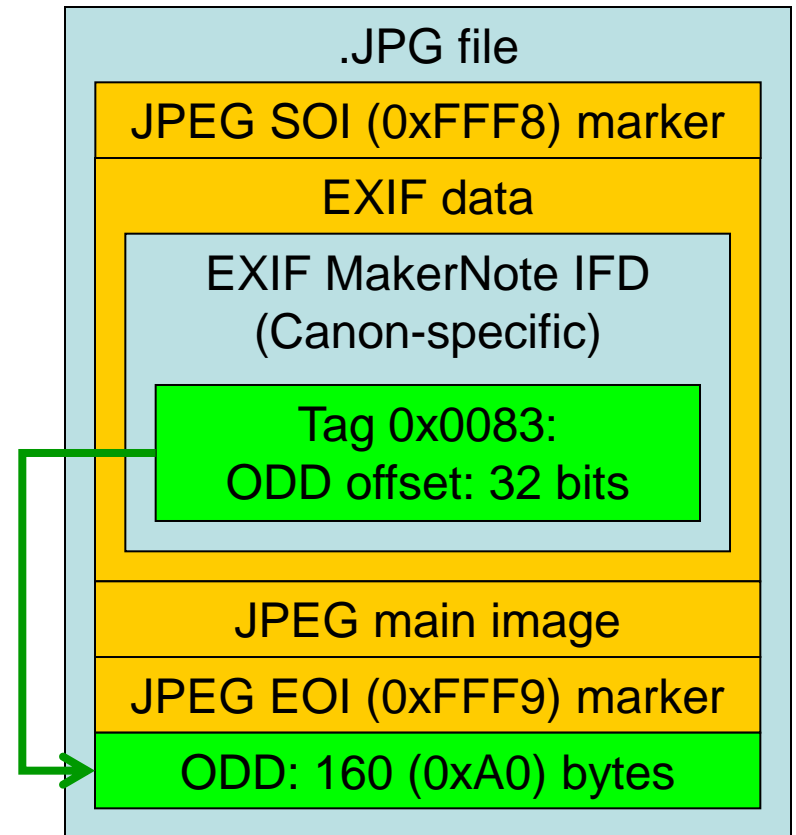 .JPG file
JPEG SOI (0xFFF8) marker
EXIF data
EXIF MakerNote IFD
(Canon-specific)
Tag 0x0083:
ODD offset: 32 bits
JPEG main image
JPEG EOI (0xFFF9) marker
ODD: 160 (0xA0) bytes